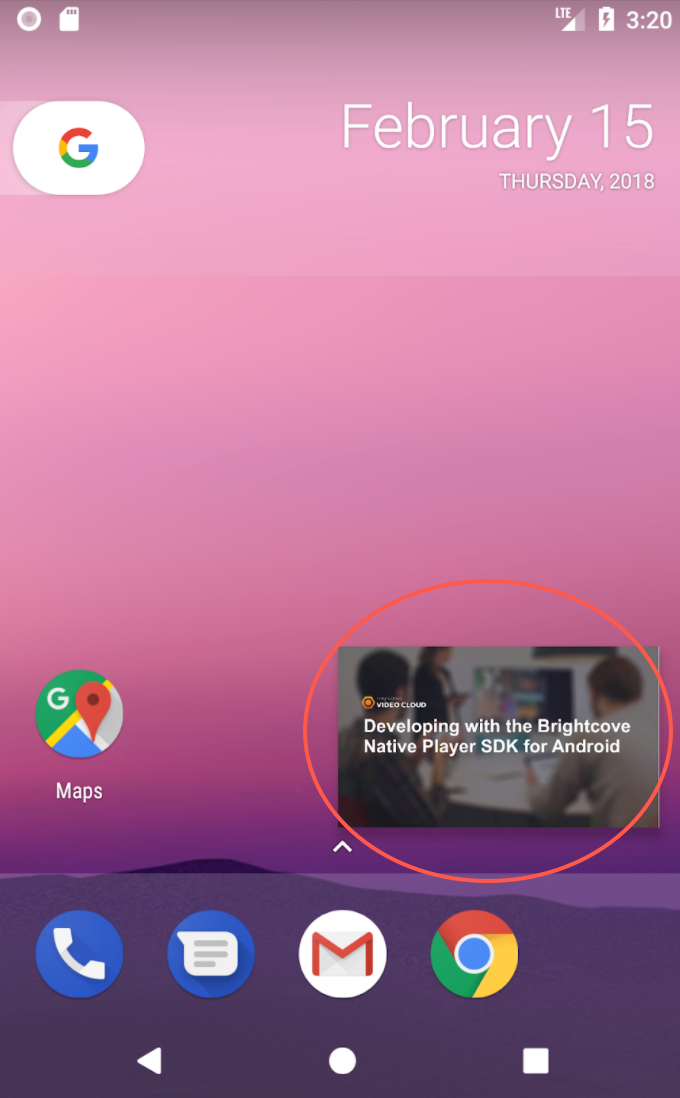 LTE
3:20
G
February 15
THURSDAY, 2018
VIDEO CLOUD
Developing with the Brightcove
Native Player SDK for Android
G
Maps